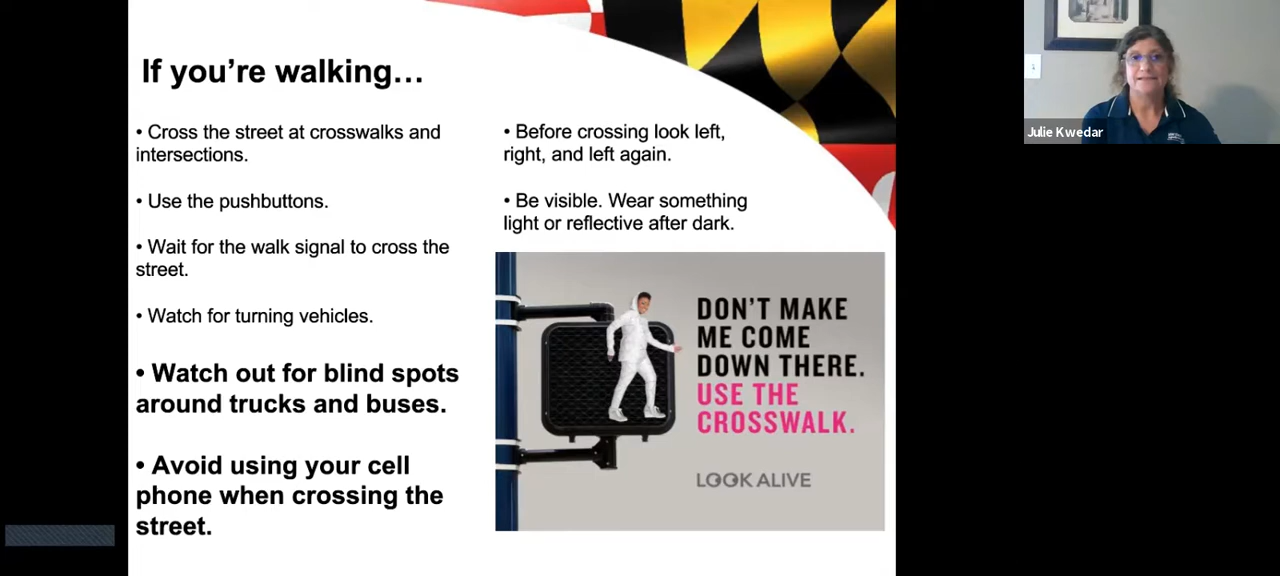 If you're walking...
• Cross the street at crosswalks and
intersections.
• Use the pushbuttons.
• Wait for the walk signal to cross the
street.
• Watch for turning vehicles.
• Watch out for blind spots
around trucks and buses.
• Avoid using your cell
phone when crossing the
street.
• Before crossing look left,
right, and left again.
• Be visible. Wear something
light or reflective after dark.
DON'T MAKE
ME COME
DOWN THERE.
USE THE
CROSSWALK.
LOOK ALIVE
Julie Kwedar